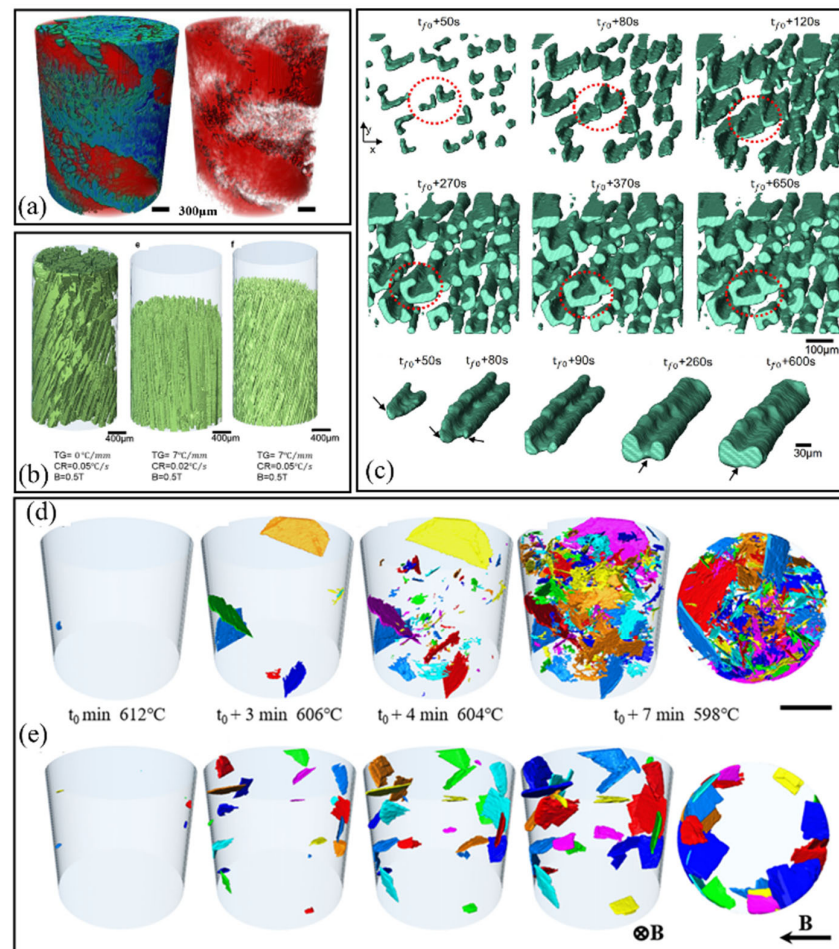 (a)
300µm
e
f
400µm
400µm
400µm
TG= 0℃/mm
CR=0.05℃/s
B=0.5T
TG= 7℃/mm
CR=0.02℃/s
B=0.5T
TG= 7℃/mm
CR=0.05℃/s
B=0.5T
(b)
t_f0+50s
t_f0+80s
t_f0+120s
y
x
t_f0+270s
t_f0+370s
t_f0+650s
100µm
t_f0+50s
t_f0+80s
t_f0+90s
t_f0+260s
t_f0+600s
30µm
(c)
(d)
t₀ min 612℃
t₀ + 3 min 606℃
t₀ + 4 min 604℃
t₀ + 7 min 598℃
(e)
⊗B
B